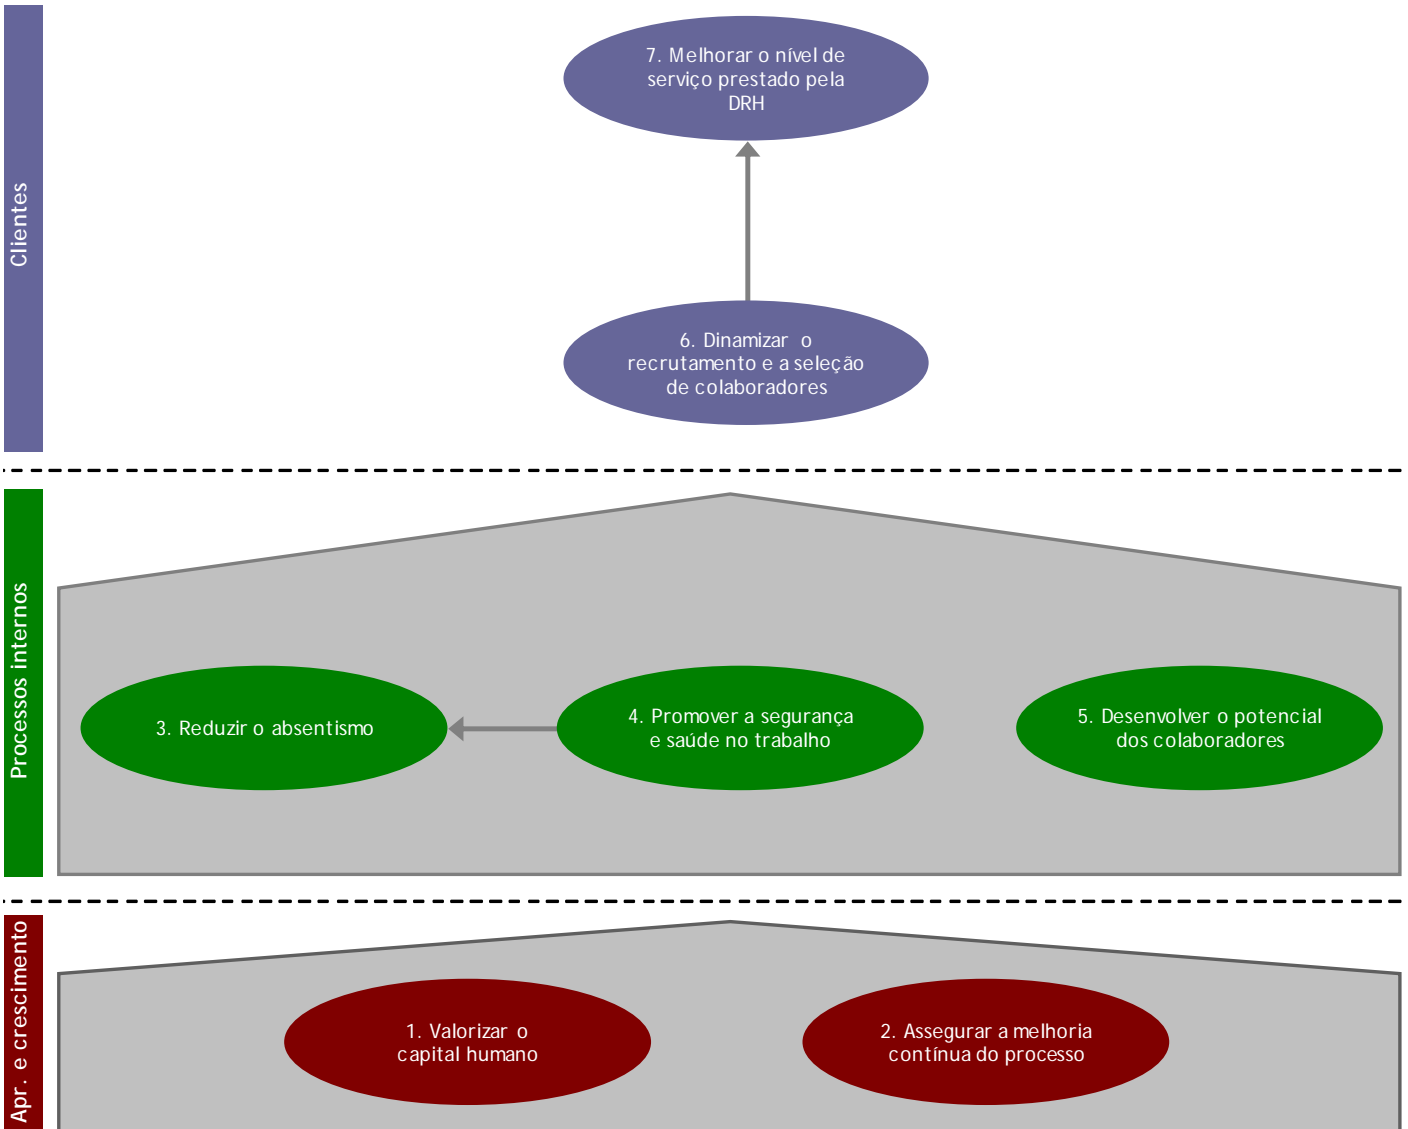 Clientes
7. Melhorar o nível de
serviço prestado pela
DRH
6. Dinamizar o
recrutamento e a seleção
de colaboradores
Processos internos
3. Reduzir o absentismo
4. Promover a segurança
e saúde no trabalho
5. Desenvolver o potencial
dos colaboradores
Apr. e crescimento
1. Valorizar o
capital humano
2. Assegurar a melhoria
contínua do processo